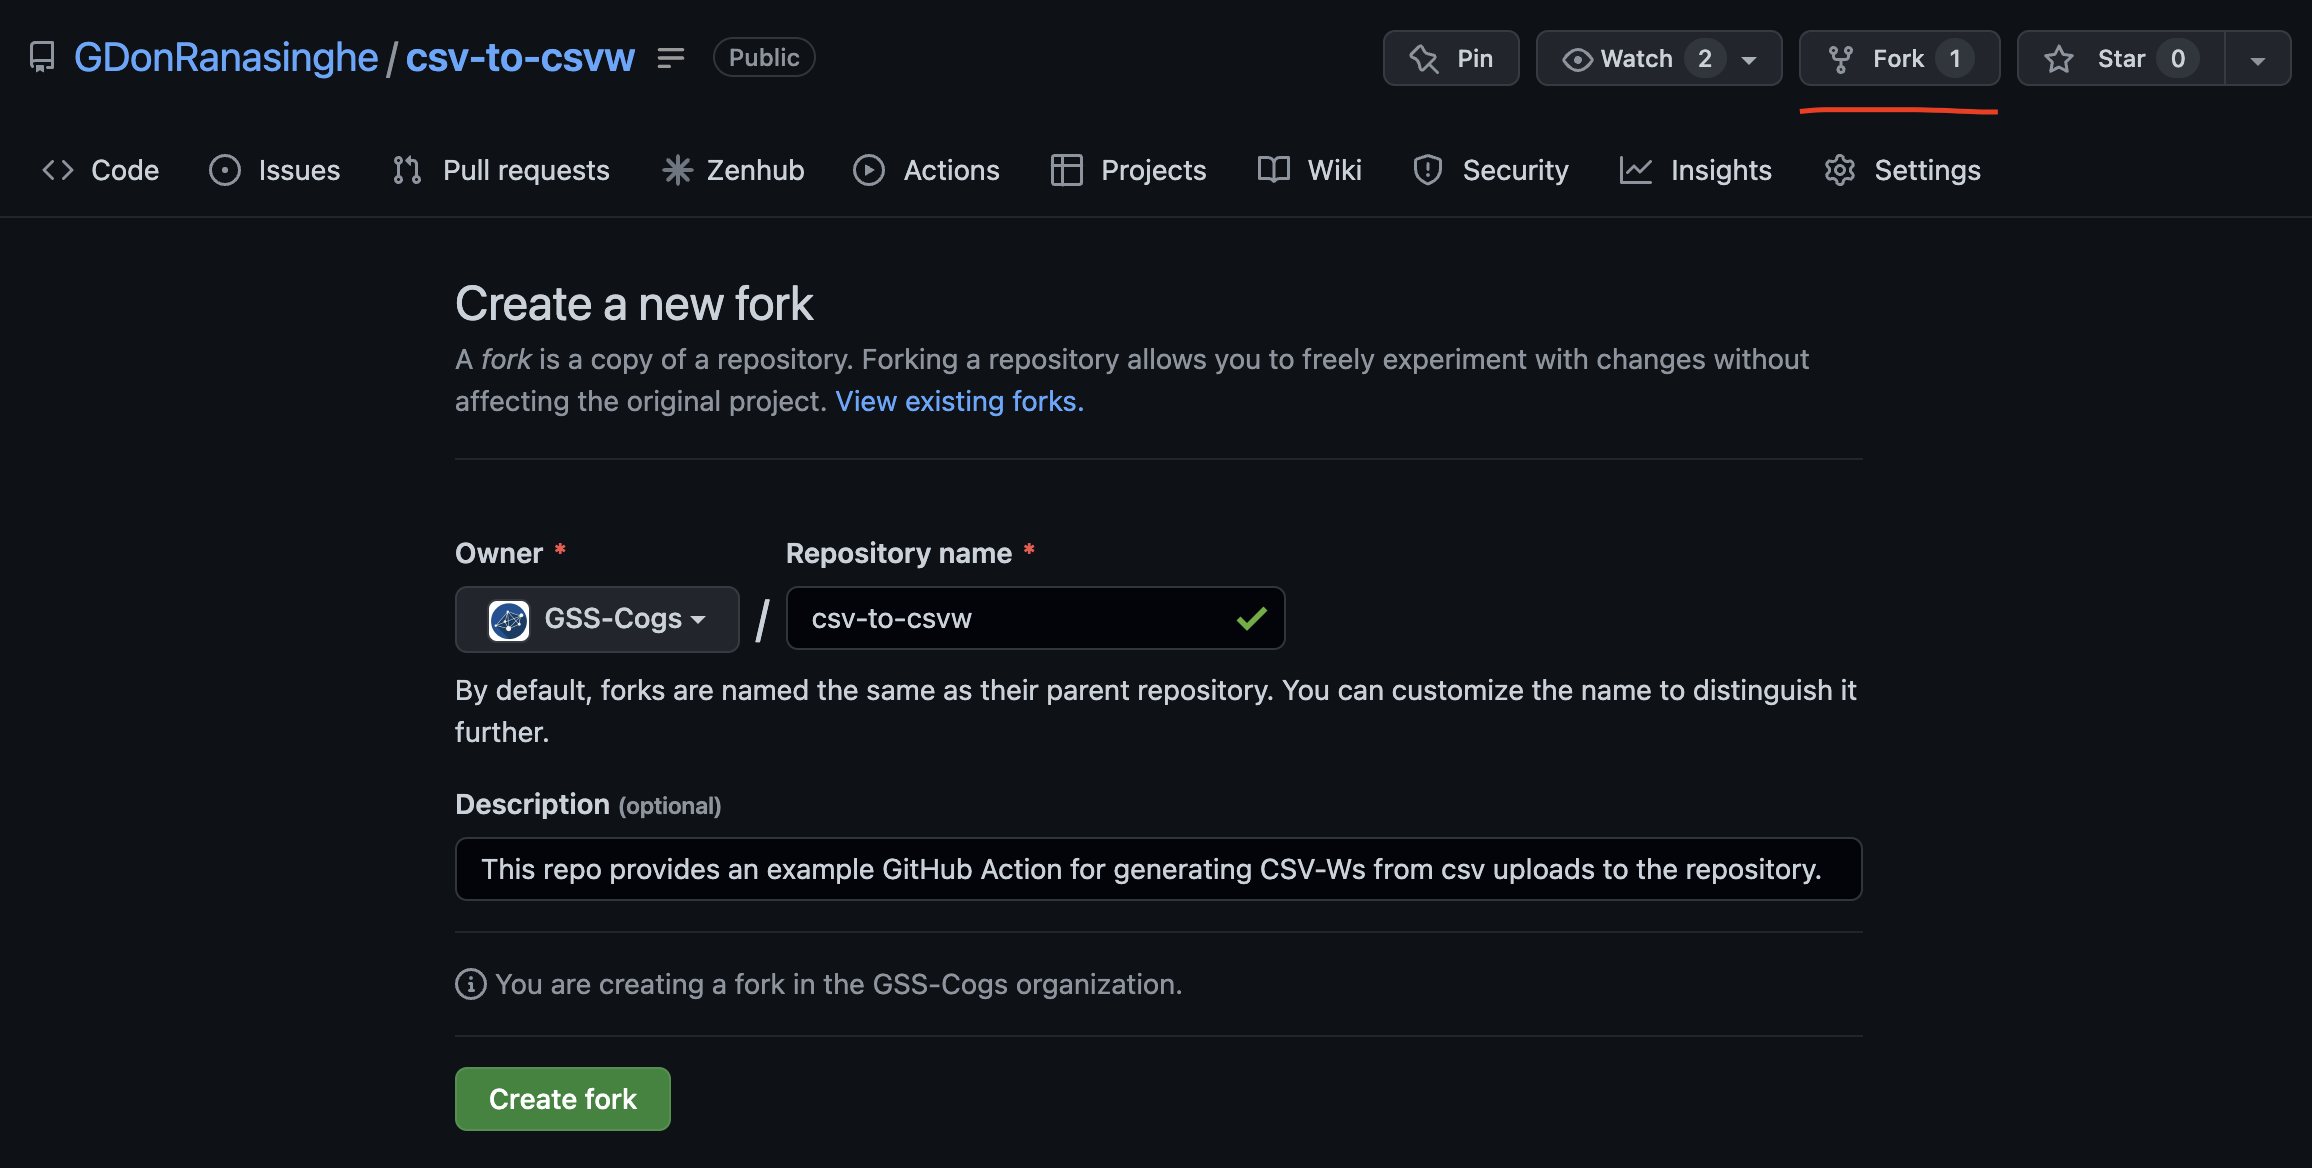 GDonRanasinghe / csv-to-csvw Public Pin Watch 2 Fork 1 Star 0
Code Issues Pull requests Zenhub Actions Projects Wiki Security Insights Settings
Create a new fork
A fork is a copy of a repository. Forking a repository allows you to freely experiment with changes without
affecting the original project. View existing forks.
Owner * Repository name *
GSS-Cogs / csv-to-csvw
By default, forks are named the same as their parent repository. You can customize the name to distinguish it
further.
Description (optional)
This repo provides an example GitHub Action for generating CSV-Ws from csv uploads to the repository.
You are creating a fork in the GSS-Cogs organization.
Create fork